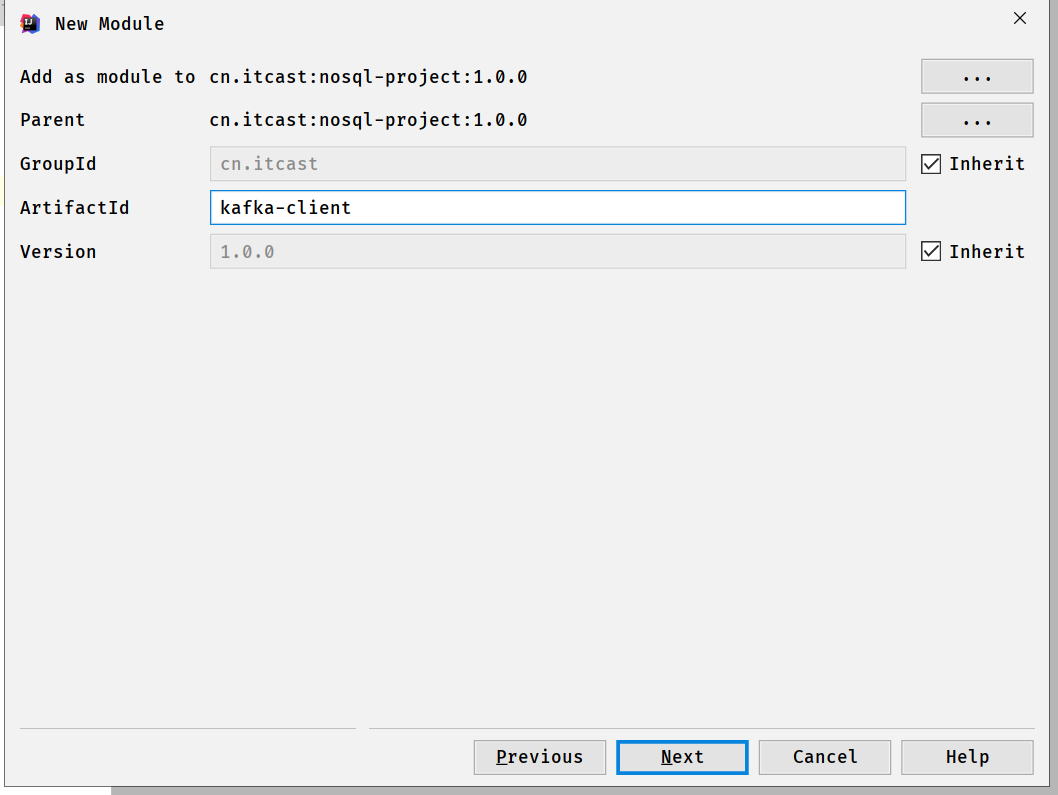 New Module
Add as module to cn.itcast:nosql-project:1.0.0 ...
Parent cn.itcast:nosql-project:1.0.0 ...
GroupId cn.itcast Inherit
ArtifactId kafka-client
Version 1.0.0 Inherit
Previous Next Cancel Help